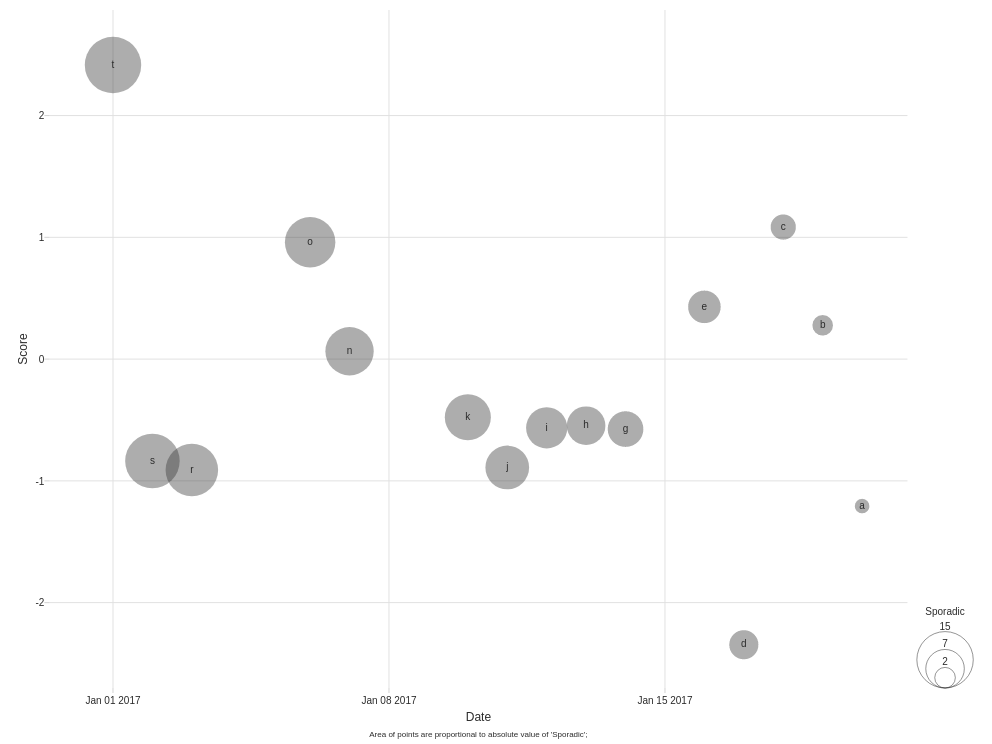 t
2
1
o
c
e
b
Score
n
0
k
i
h
g
s
r
j
-1
a
-2
d
Sporadic
15
7
2
Jan 01 2017
Jan 08 2017
Jan 15 2017
Date
Area of points are proportional to absolute value of 'Sporadic';